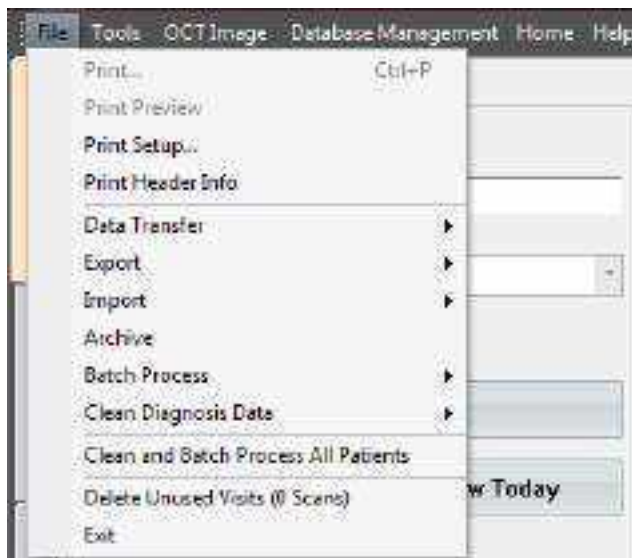 File Tools OCT Image Database Management Home Help
Print... Ctrl+P
Print Preview
Print Setup...
Print Header Info
Data Transfer
Export
Import
Archive
Batch Process
Clean Diagnosis Data
Clean and Batch Process All Patients
w Today
Delete Unused Visits (0 Scans)
Exit